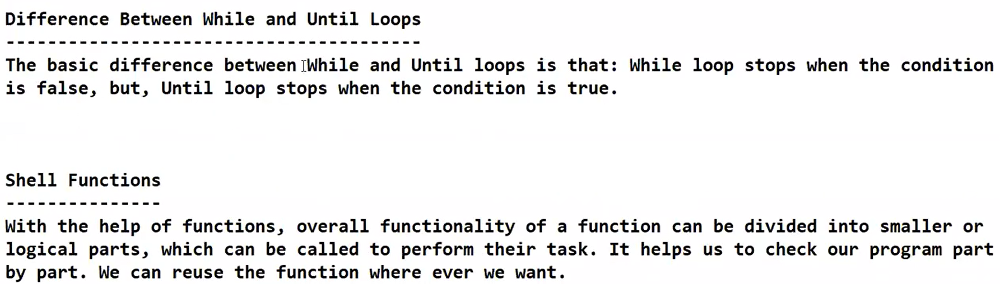 Difference Between While and Until Loops
----------------------------------------
The basic difference between While and Until loops is that: While loop stops when the condition
is false, but, Until loop stops when the condition is true.
Shell Functions
---------------
With the help of functions, overall functionality of a function can be divided into smaller or
logical parts, which can be called to perform their task. It helps us to check our program part
by part. We can reuse the function where ever we want.